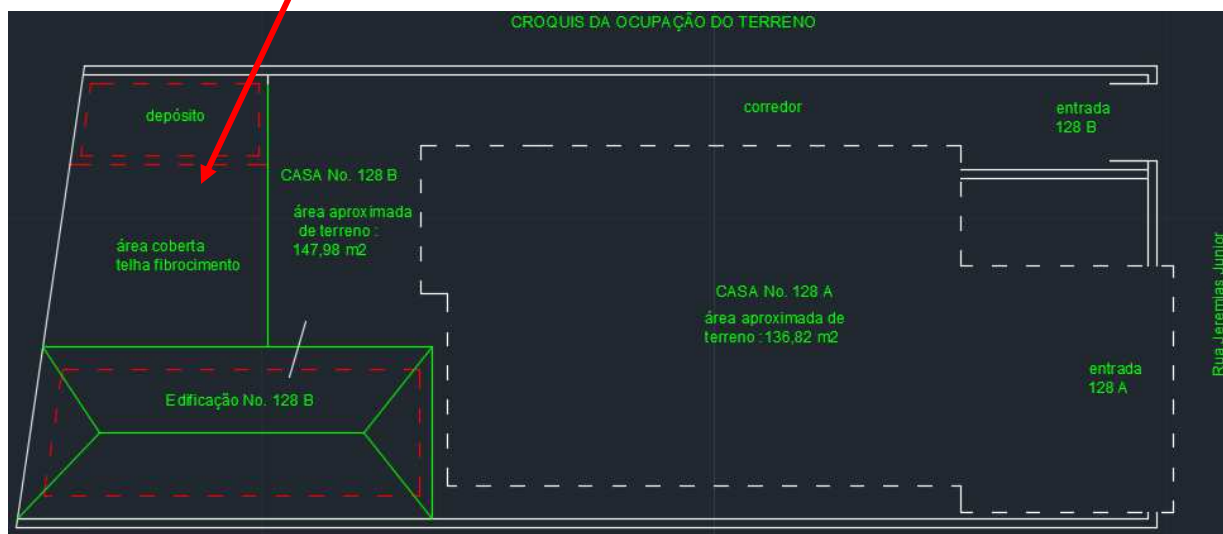 CROQUIS DA OCUPAÇÃO DO TERRENO
depósito
corredor
entrada
128 B
CASA No. 128 B
área aproximada
de terreno :
147,98 m2
área coberta
telha fibrocimento
CASA No. 128 A
área aproximada de
terreno :136,82 m2
Rua Jeremias Junior
entrada
128 A
Edificação No. 128 B